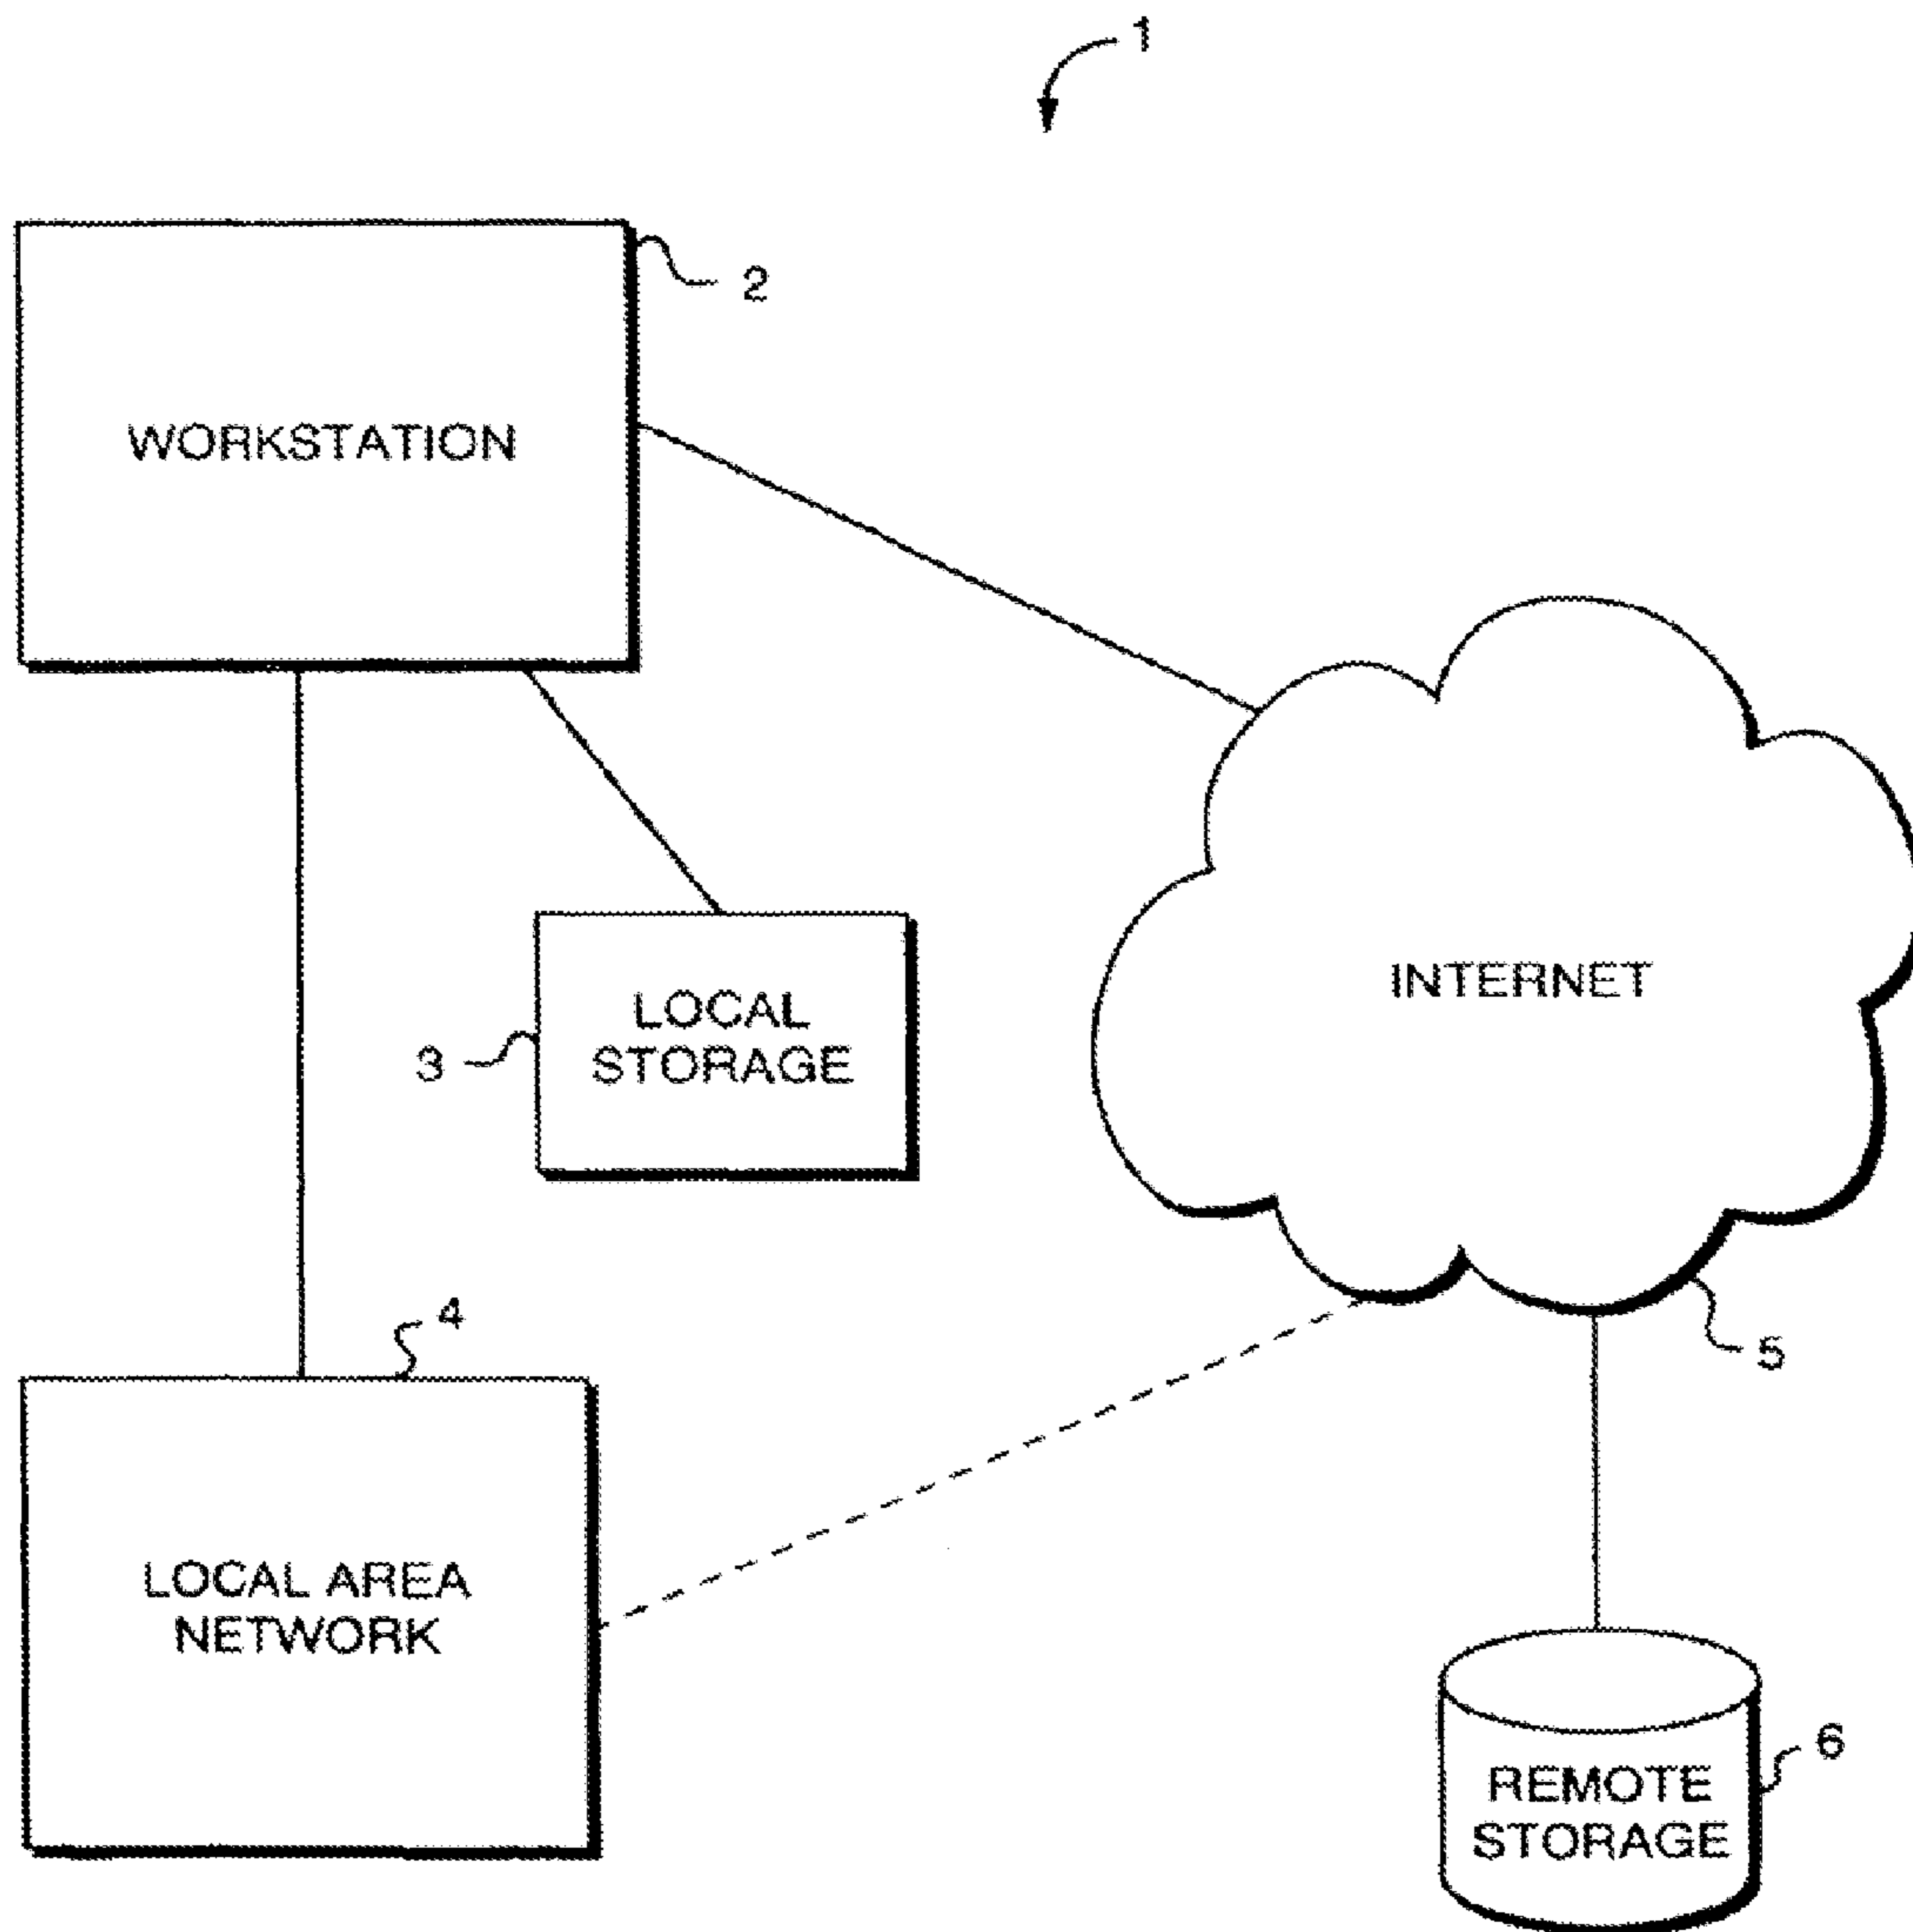 1
2
WORKSTATION
INTERNET
LOCAL
STORAGE
3
4
5
LOCAL AREA
NETWORK
6
REMOTE
STORAGE